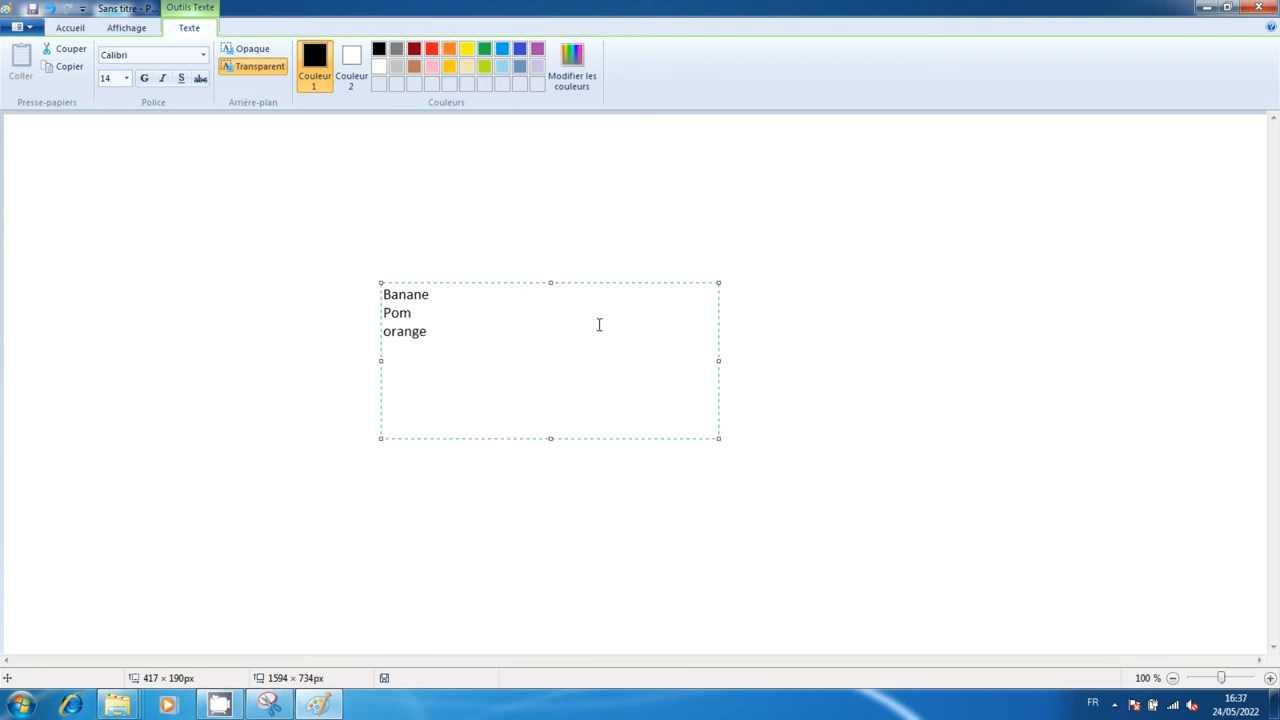 Sans titre - P...
Outils Texte
Accueil
Affichage
Texte
Coller
Couper
Copier
Presse-papiers
Calibri
14
G I S abc
Police
Opaque
Transparent
Arrière-plan
Couleur 1
Couleur 2
Modifier les couleurs
Couleurs
Banane
Pom
orange
417 × 190px
1594 × 734px
100 %
FR
16:37
24/05/2022